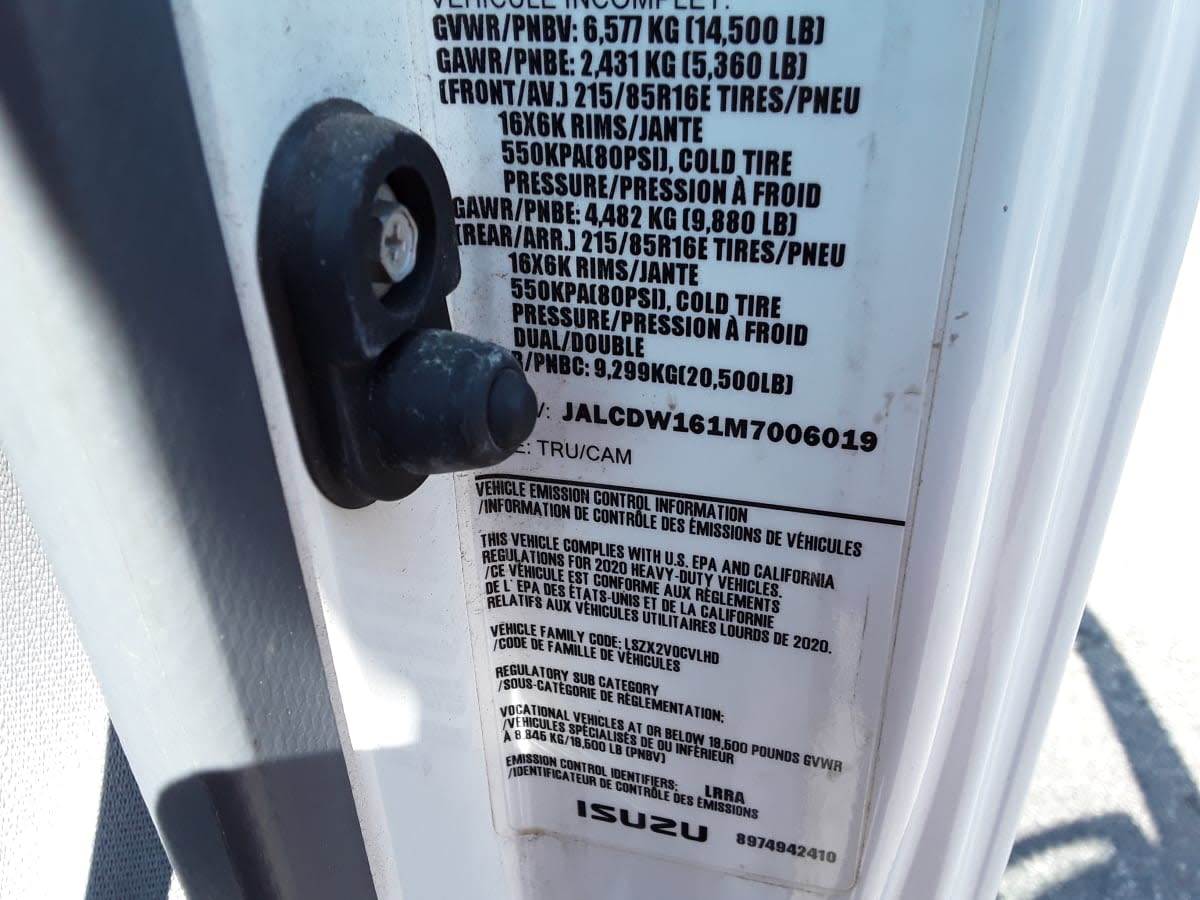 VEHICULE INCOMPLET:
GVWR/PNBV: 6,577 KG (14,500 LB)
GAWR/PNBE: 2,431 KG (5,360 LB)
(FRONT/AV.) 215/85R16E TIRES/PNEU
16X6K RIMS/JANTE
550KPA(80PSI), COLD TIRE
PRESSURE/PRESSION À FROID
GAWR/PNBE: 4,482 KG (9,880 LB)
(REAR/ARR.) 215/85R16E TIRES/PNEU
16X6K RIMS/JANTE
550KPA(80PSI), COLD TIRE
PRESSURE/PRESSION À FROID
DUAL/DOUBLE
R/PNBC: 9,299KG(20,500LB)
V: JALCDW161M7006019
E: TRU/CAM
VEHICLE EMISSION CONTROL INFORMATION
/INFORMATION DE CONTRÔLE DES ÉMISSIONS DE VÉHICULES
THIS VEHICLE COMPLIES WITH U.S. EPA AND CALIFORNIA
REGULATIONS FOR 2020 HEAVY-DUTY VEHICLES.
/CE VÉHICULE EST CONFORME AUX RÈGLEMENTS
DE L' EPA DES ÉTATS-UNIS ET DE LA CALIFORNIE
RELATIFS AUX VÉHICULES UTILITAIRES LOURDS DE 2020.
VEHICLE FAMILY CODE: LSZX2VOCVLHD
/CODE DE FAMILLE DE VÉHICULES
REGULATORY SUB CATEGORY
/SOUS-CATÉGORIE DE RÉGLEMENTATION:
VOCATIONAL VEHICLES AT OR BELOW 19,500 POUNDS GVWR
/VÉHICULES SPÉCIALISÉS DE OU INFÉRIEUR
À 8 845 KG/19,500 LB (PNBV)
EMISSION CONTROL IDENTIFIERS: LRRA
/IDENTIFICATEUR DE CONTRÔLE DES ÉMISSIONS
ISUZU 8974942410